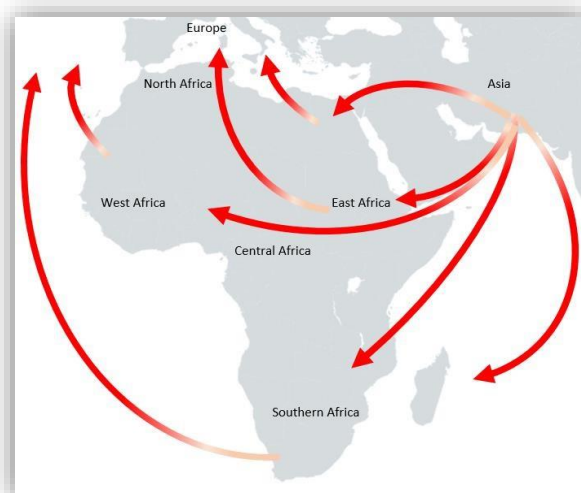 Europe
North Africa
Asia
West Africa
East Africa
Central Africa
Southern Africa